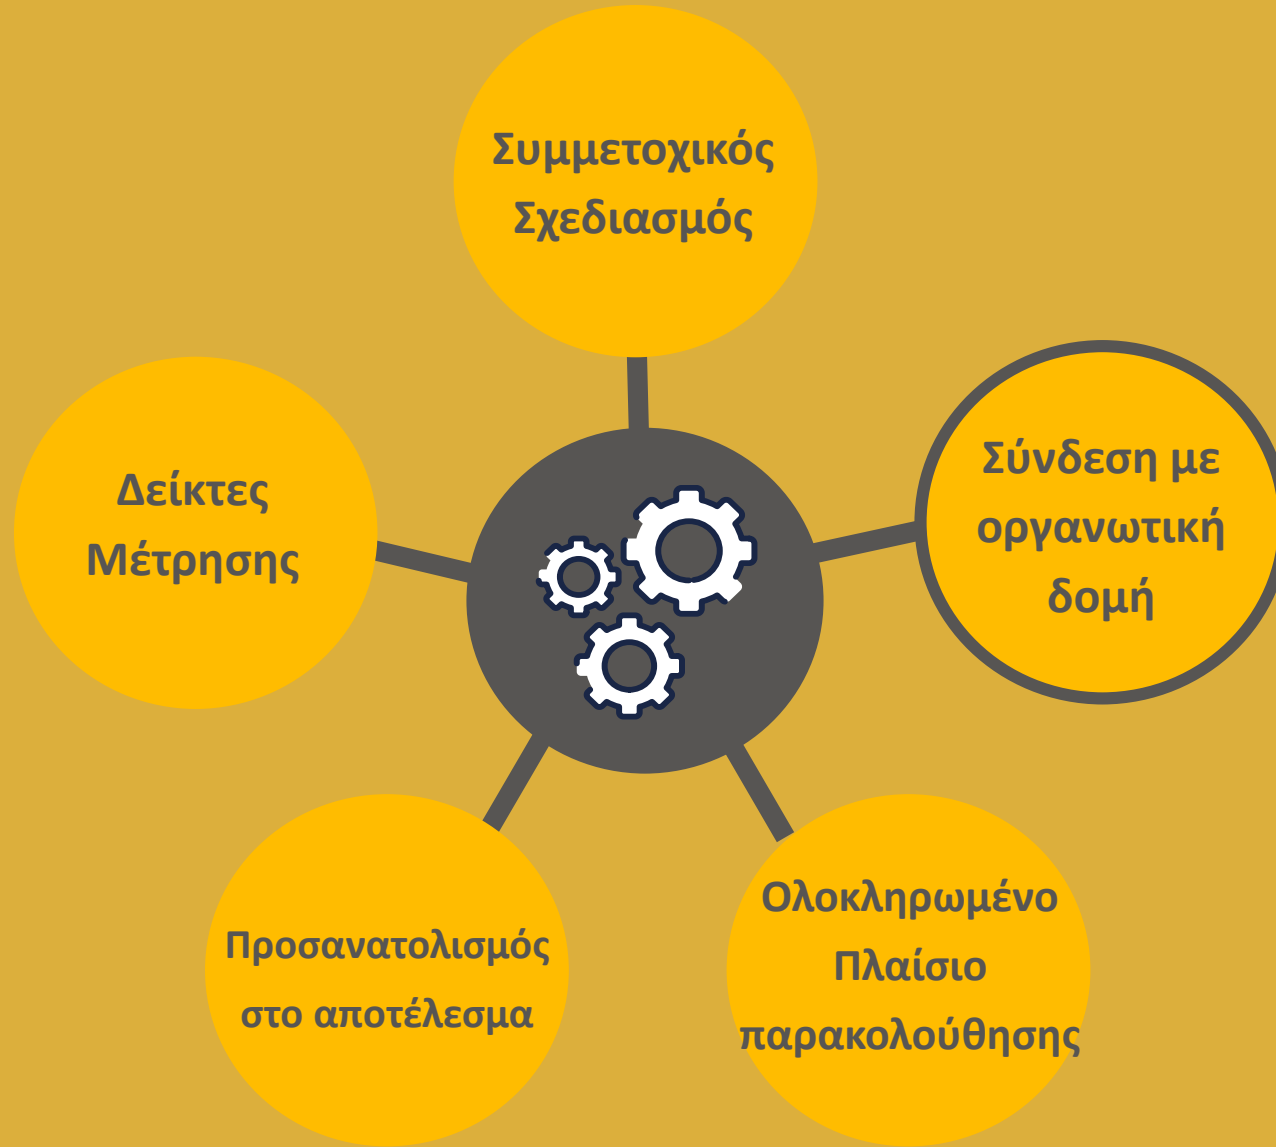 Συμμετοχικός
Σχεδιασμός
Δείκτες
Μέτρησης
Σύνδεση με
οργανωτική
δομή
Προσανατολισμός
στο αποτέλεσμα
Ολοκληρωμένο
Πλαίσιο
παρακολούθησης